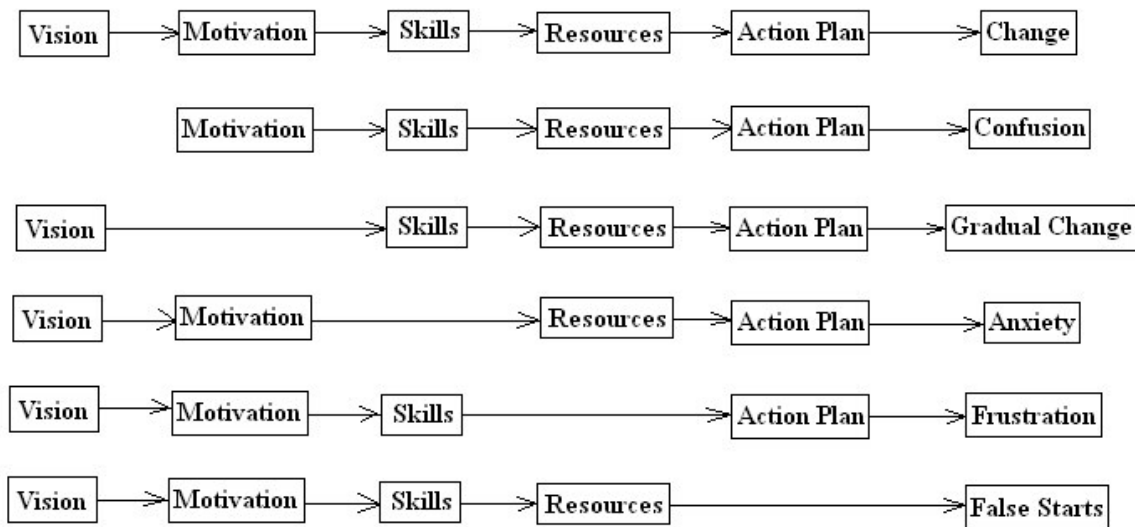 Vision Motivation Skills Resources Action Plan Change
Motivation Skills Resources Action Plan Confusion
Vision Skills Resources Action Plan Gradual Change
Vision Motivation Resources Action Plan Anxiety
Vision Motivation Skills Action Plan Frustration
Vision Motivation Skills Resources False Starts